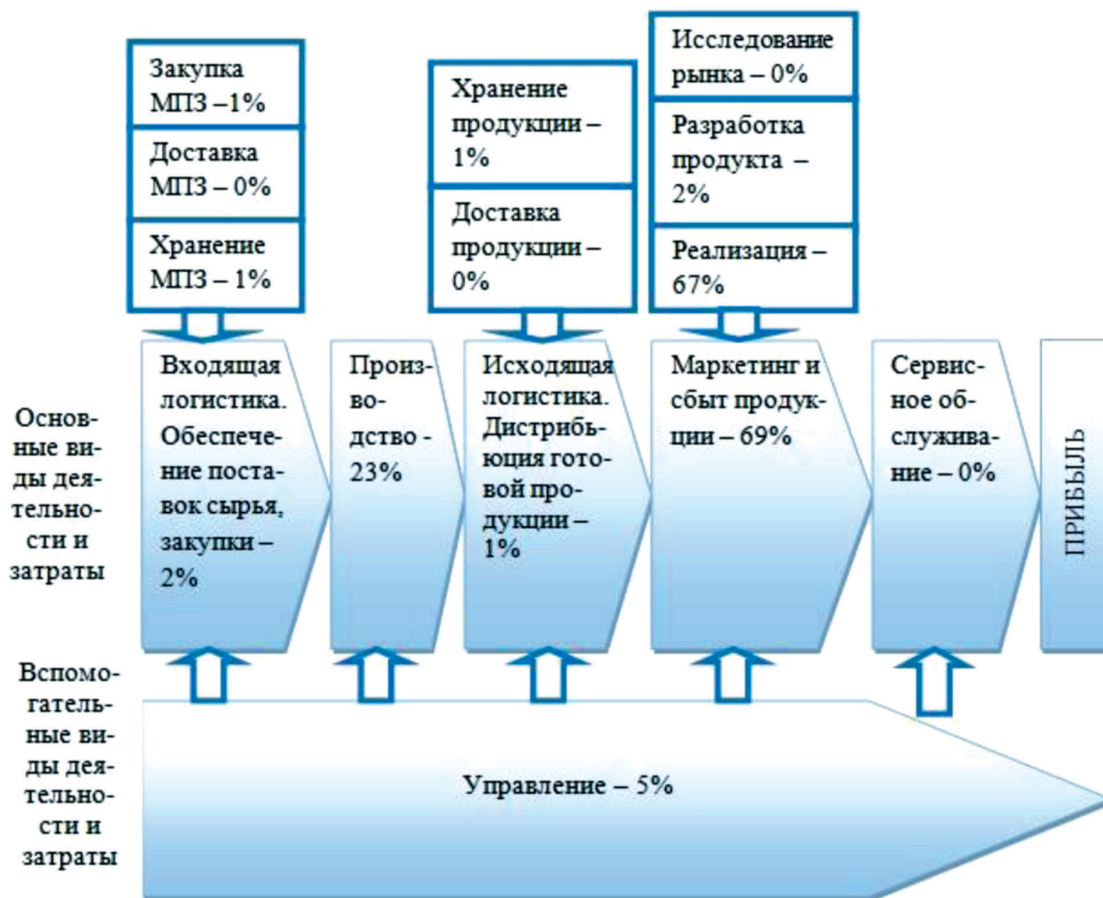 Закупка
МПЗ –1%
Доставка
МПЗ – 0%
Хранение
МПЗ – 1%
Хранение
продукции –
1%
Доставка
продукции –
0%
Исследование
рынка – 0%
Разработка
продукта – 
2%
Реализация –
67%
Основ-
ные ви-
ды дея-
тельно-
сти и
затраты
Входящая
логистика.
Обеспече-
ние поста-
вок сырья,
закупки –
2%
Произ-
во-
дство -
23%
Исходящая
логистика.
Дистрибь-
юция гото-
вой про-
дукции –
1%
Маркетинг и
сбыт продук-
ции – 69%
Сервис-
ное об-
служива-
ние – 0%
ПРИБЫЛЬ
Вспомо-
гатель-
ные ви-
ды дея-
тельно-
сти и
затраты
Управление – 5%